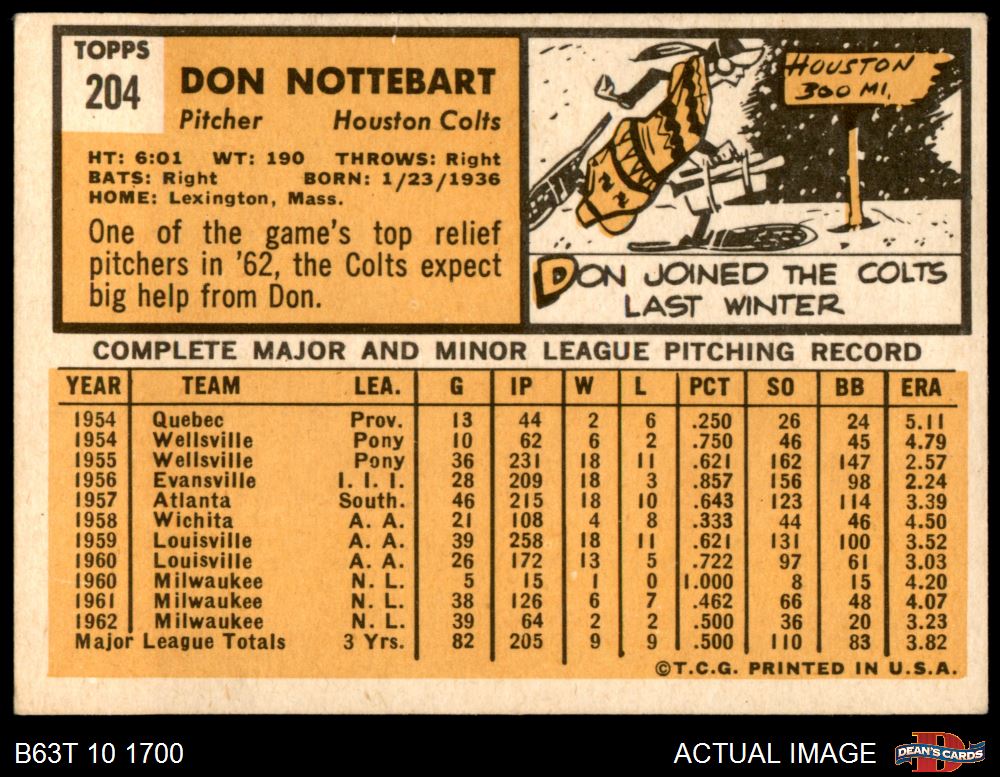 TOPPS
204
DON NOTTEBART
Pitcher Houston Colts
HT: 6:01 WT: 190 THROWS: Right
BATS: Right BORN: 1/23/1936
HOME: Lexington, Mass.
One of the game's top relief
pitchers in '62, the Colts expect
big help from Don.
HOUSTON
300 MI.
DON JOINED THE COLTS
LAST WINTER
COMPLETE MAJOR AND MINOR LEAGUE PITCHING RECORD
YEAR TEAM LEA. G IP W L PCT SO BB ERA
1954 Quebec Prov. 13 44 2 6 .250 26 24 5.11
1954 Wellsville Pony 10 62 6 2 .750 46 45 4.79
1955 Wellsville Pony 36 231 18 11 .621 162 147 2.57
1956 Evansville I. I. I. 28 209 18 3 .857 156 98 2.24
1957 Atlanta South. 46 215 18 10 .643 123 114 3.39
1958 Wichita A. A. 21 108 4 8 .333 44 46 4.50
1959 Louisville A. A. 39 258 18 11 .621 131 100 3.52
1960 Louisville A. A. 26 172 13 5 .722 97 61 3.03
1960 Milwaukee N. L. 5 15 1 0 1.000 8 15 4.20
1961 Milwaukee N. L. 38 126 6 7 .462 66 48 4.07
1962 Milwaukee N. L. 39 64 2 2 .500 36 20 3.23
Major League Totals 3 Yrs. 82 205 9 9 .500 110 83 3.82
©T.C.G. PRINTED IN U.S.A.
B63T 10 1700
ACTUAL IMAGE
DEAN'S CARDS